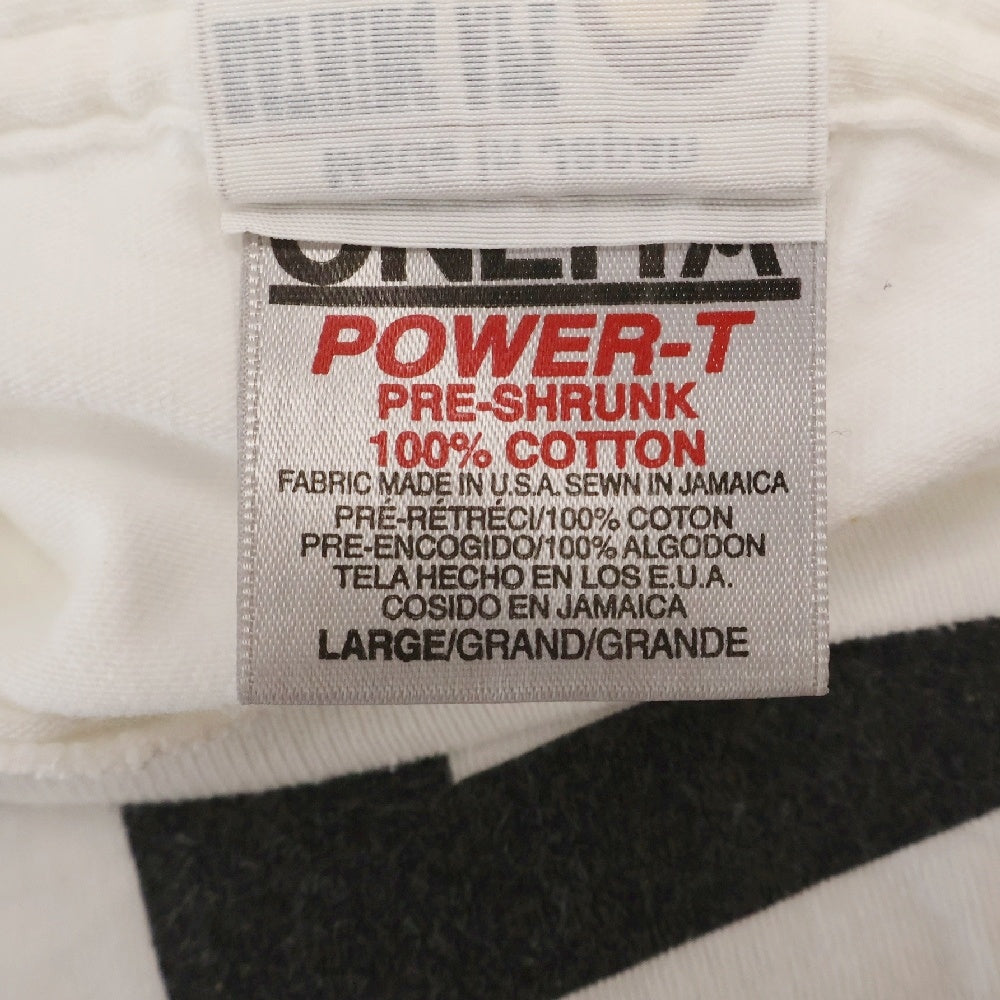 ONEITA
POWER-T
PRE-SHRUNK
100% COTTON
FABRIC MADE IN U.S.A. SEWN IN JAMAICA
PRÉ-RÉTRÉCI/100% COTON
PRE-ENCOGIDO/100% ALGODON
TELA HECHO EN LOS E.U.A.
COSIDO EN JAMAICA
LARGE/GRAND/GRANDE